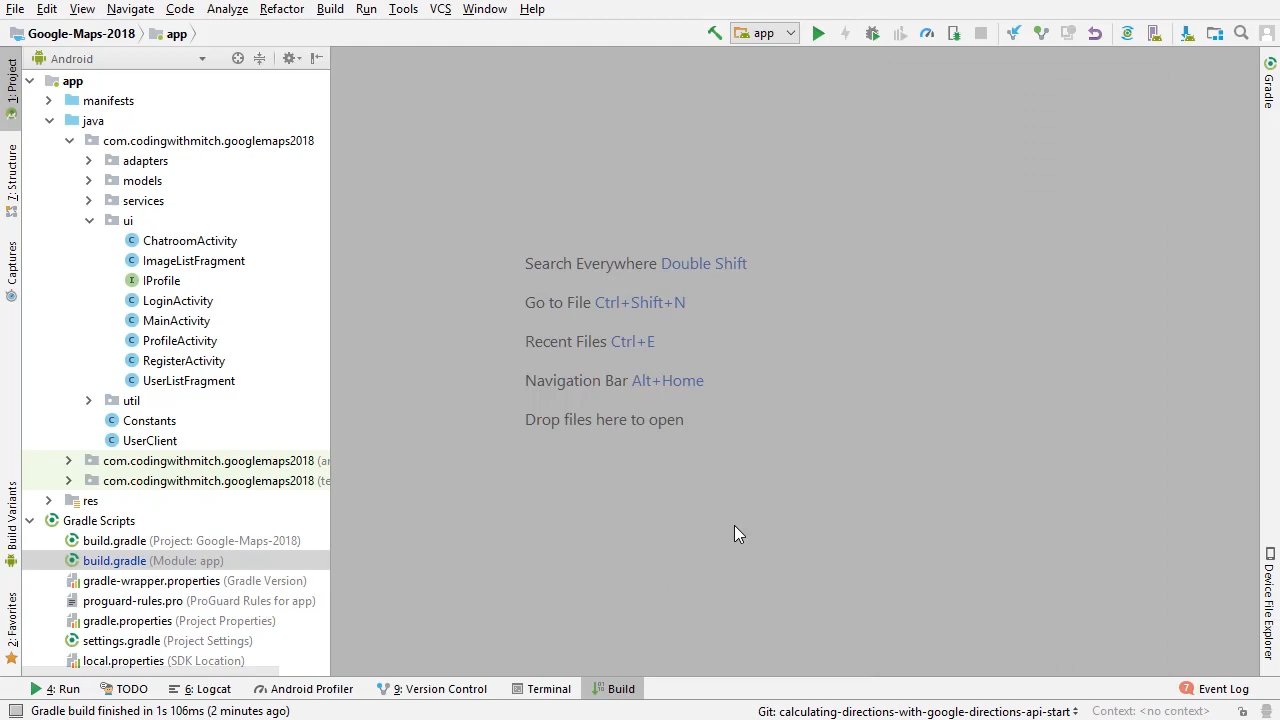 File Edit View Navigate Code Analyze Refactor Build Run Tools VCS Window Help
Google-Maps-2018 app
app
Android
1: Project
7: Structure
Captures
Build Variants
2: Favorites
app
manifests
java
com.codingwithmitch.googlemaps2018
adapters
models
services
ui
ChatroomActivity
ImageListFragment
IProfile
LoginActivity
MainActivity
ProfileActivity
RegisterActivity
UserListFragment
util
Constants
UserClient
com.codingwithmitch.googlemaps2018 (ar
com.codingwithmitch.googlemaps2018 (te
res
Gradle Scripts
build.gradle (Project: Google-Maps-2018)
build.gradle (Module: app)
gradle-wrapper.properties (Gradle Version)
proguard-rules.pro (ProGuard Rules for app)
gradle.properties (Project Properties)
settings.gradle (Project Settings)
local.properties (SDK Location)
Search Everywhere Double Shift
Go to File Ctrl+Shift+N
Recent Files Ctrl+E
Navigation Bar Alt+Home
Drop files here to open
Gradle
Device File Explorer
4: Run TODO 6: Logcat Android Profiler 9: Version Control Terminal Build 7 Event Log
Gradle build finished in 1s 106ms (2 minutes ago) Git: calculating-directions-with-google-directions-api-start Context: <no context>